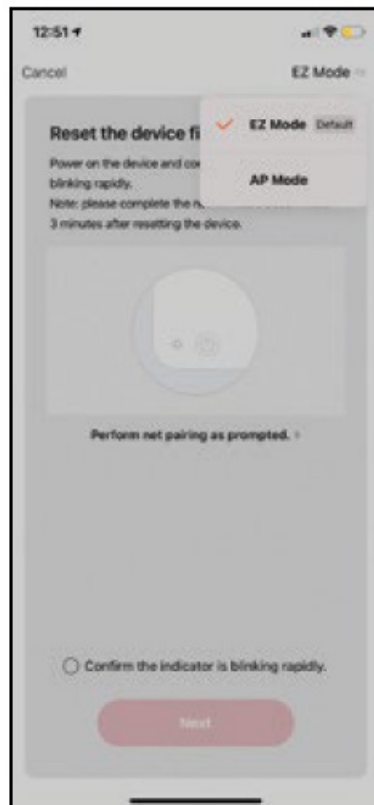 12:51
Cancel
EZ Mode
Reset the device fi
EZ Mode Default
Power on the device and
blinking rapidly.
AP Mode
Note: please complete the
3 minutes after resetting the device.
Perform net pairing as prompted. >
Confirm the indicator is blinking rapidly.
Next